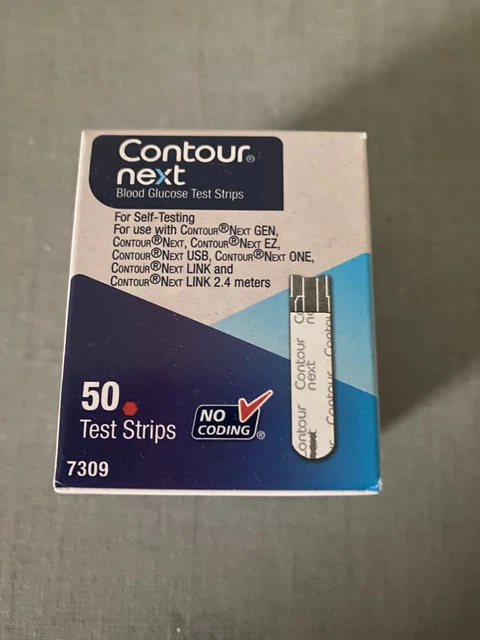 Contour®
next
Blood Glucose Test Strips
For Self-Testing
For use with CONTOUR®NEXT GEN,
CONTOUR®NEXT, CONTOUR®NEXT EZ,
CONTOUR®NEXT USB, CONTOUR®NEXT ONE,
CONTOUR®NEXT LINK and
CONTOUR®NEXT LINK 2.4 meters
50
Test Strips
NO
CODING®
7309
Contour
next